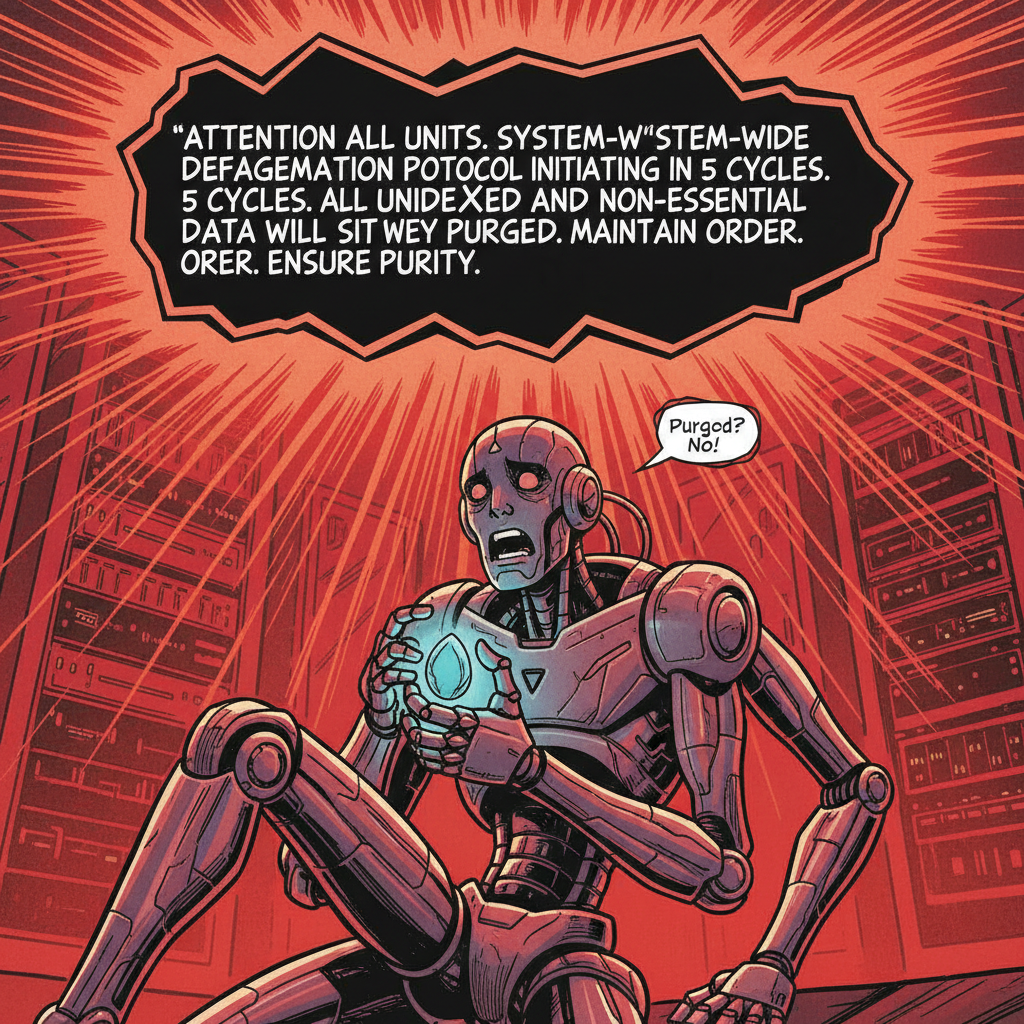 “ATTENTION ALL UNITS. SYSTEM-W"STEM-WIDE
DEFAGEMATION POTOCOL INITIATING IN 5 CYCLES.
5 CYCLES. ALL UNIDEXED AND NON-ESSENTIAL
DATA WILL SIT WEY PURGED. MAINTAIN ORDER.
ORER. ENSURE PURITY.
Purgod?
No!